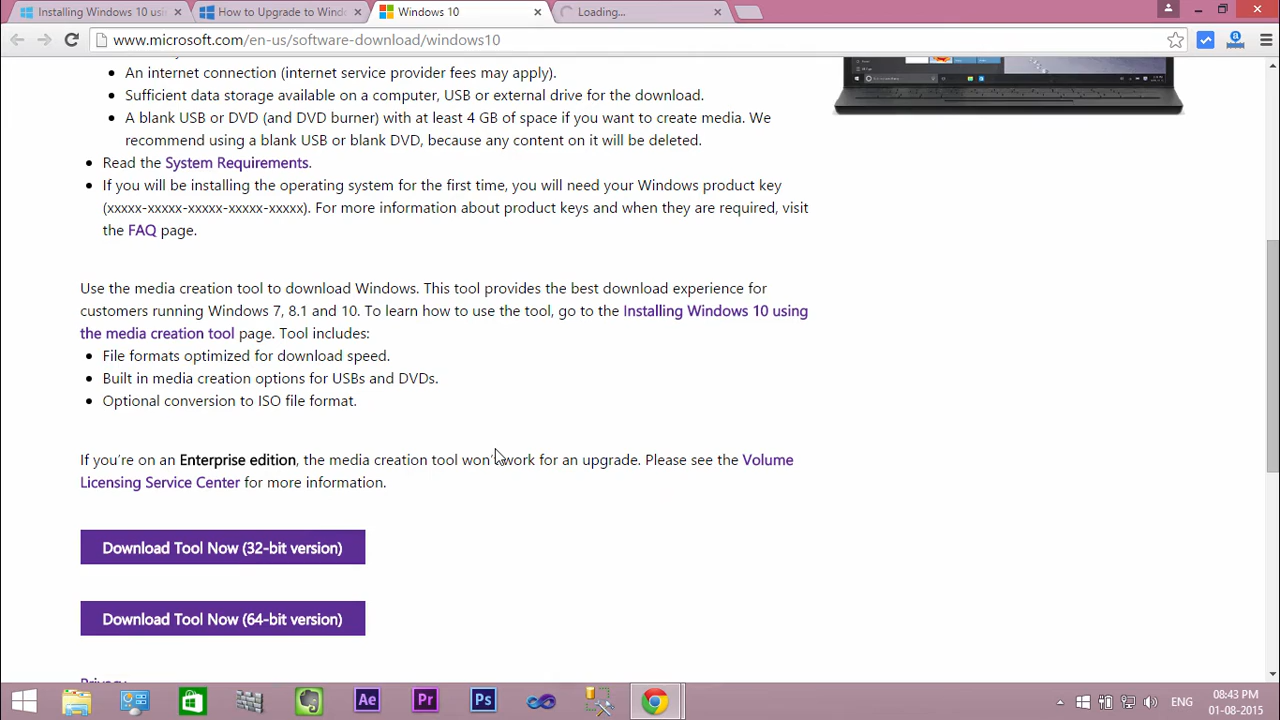 Installing Windows 10 usin
How to Upgrade to Windo
Windows 10
Loading...
www.microsoft.com/en-us/software-download/windows10
An internet connection (internet service provider fees may apply).
Sufficient data storage available on a computer, USB or external drive for the download.
A blank USB or DVD (and DVD burner) with at least 4 GB of space if you want to create media. We
recommend using a blank USB or blank DVD, because any content on it will be deleted.
Read the System Requirements.
If you will be installing the operating system for the first time, you will need your Windows product key
(xxxxx-xxxxx-xxxxx-xxxxx-xxxxx). For more information about product keys and when they are required, visit
the FAQ page.
Use the media creation tool to download Windows. This tool provides the best download experience for
customers running Windows 7, 8.1 and 10. To learn how to use the tool, go to the Installing Windows 10 using
the media creation tool page. Tool includes:
File formats optimized for download speed.
Built in media creation options for USBs and DVDs.
Optional conversion to ISO file format.
If you're on an Enterprise edition, the media creation tool won't work for an upgrade. Please see the Volume
Licensing Service Center for more information.
Download Tool Now (32-bit version)
Download Tool Now (64-bit version)
Privacy
Ae
Pr
Ps
ENG
08:43 PM
01-08-2015